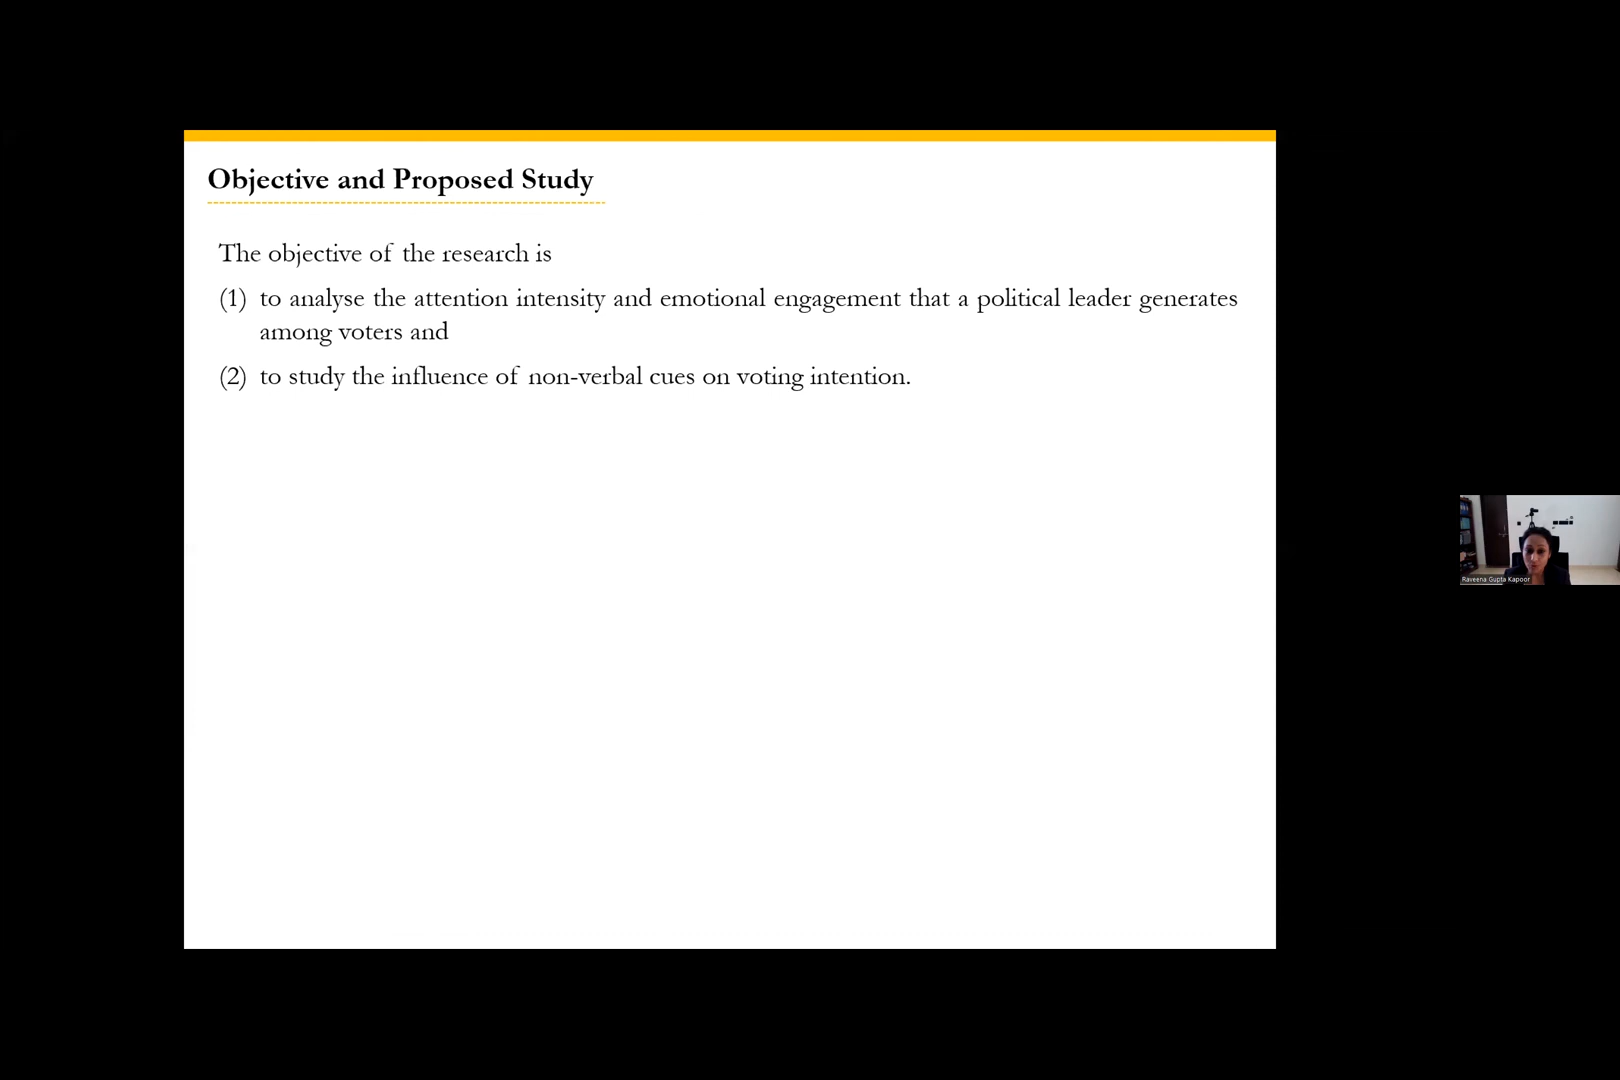 Objective and Proposed Study
The objective of the research is
(1) to analyse the attention intensity and emotional engagement that a political leader generates
among voters and
(2) to study the influence of non-verbal cues on voting intention.
Raveena Gupta Kapoor